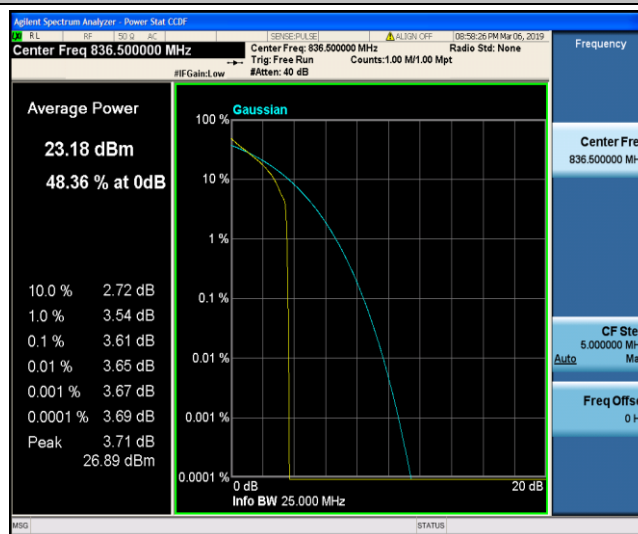 Agilent Spectrum Analyzer - Power Stat CCDF
RL RF 50 Ω AC SENSE:PULSE ALIGN OFF 08:58:26 PM Mar 06, 2019
Center Freq 836.500000 MHz
Center Freq: 836.500000 MHz Radio Std: None
Trig: Free Run Counts:1.00 M/1.00 Mpt
#IFGain:Low #Atten: 40 dB
Frequency
Average Power
23.18 dBm
48.36 % at 0dB
10.0 % 2.72 dB
1.0 % 3.54 dB
0.1 % 3.61 dB
0.01 % 3.65 dB
0.001 % 3.67 dB
0.0001 % 3.69 dB
Peak 3.71 dB
26.89 dBm
Gaussian
100 %
10 %
1 %
0.1 %
0.01 %
0.001 %
0.0001 %
0 dB 20 dB
Info BW 25.000 MHz
Center Fre
836.500000 MH
CF Ste
5.000000 MH
Auto Ma
Freq Offse
0 H
MSG STATUS